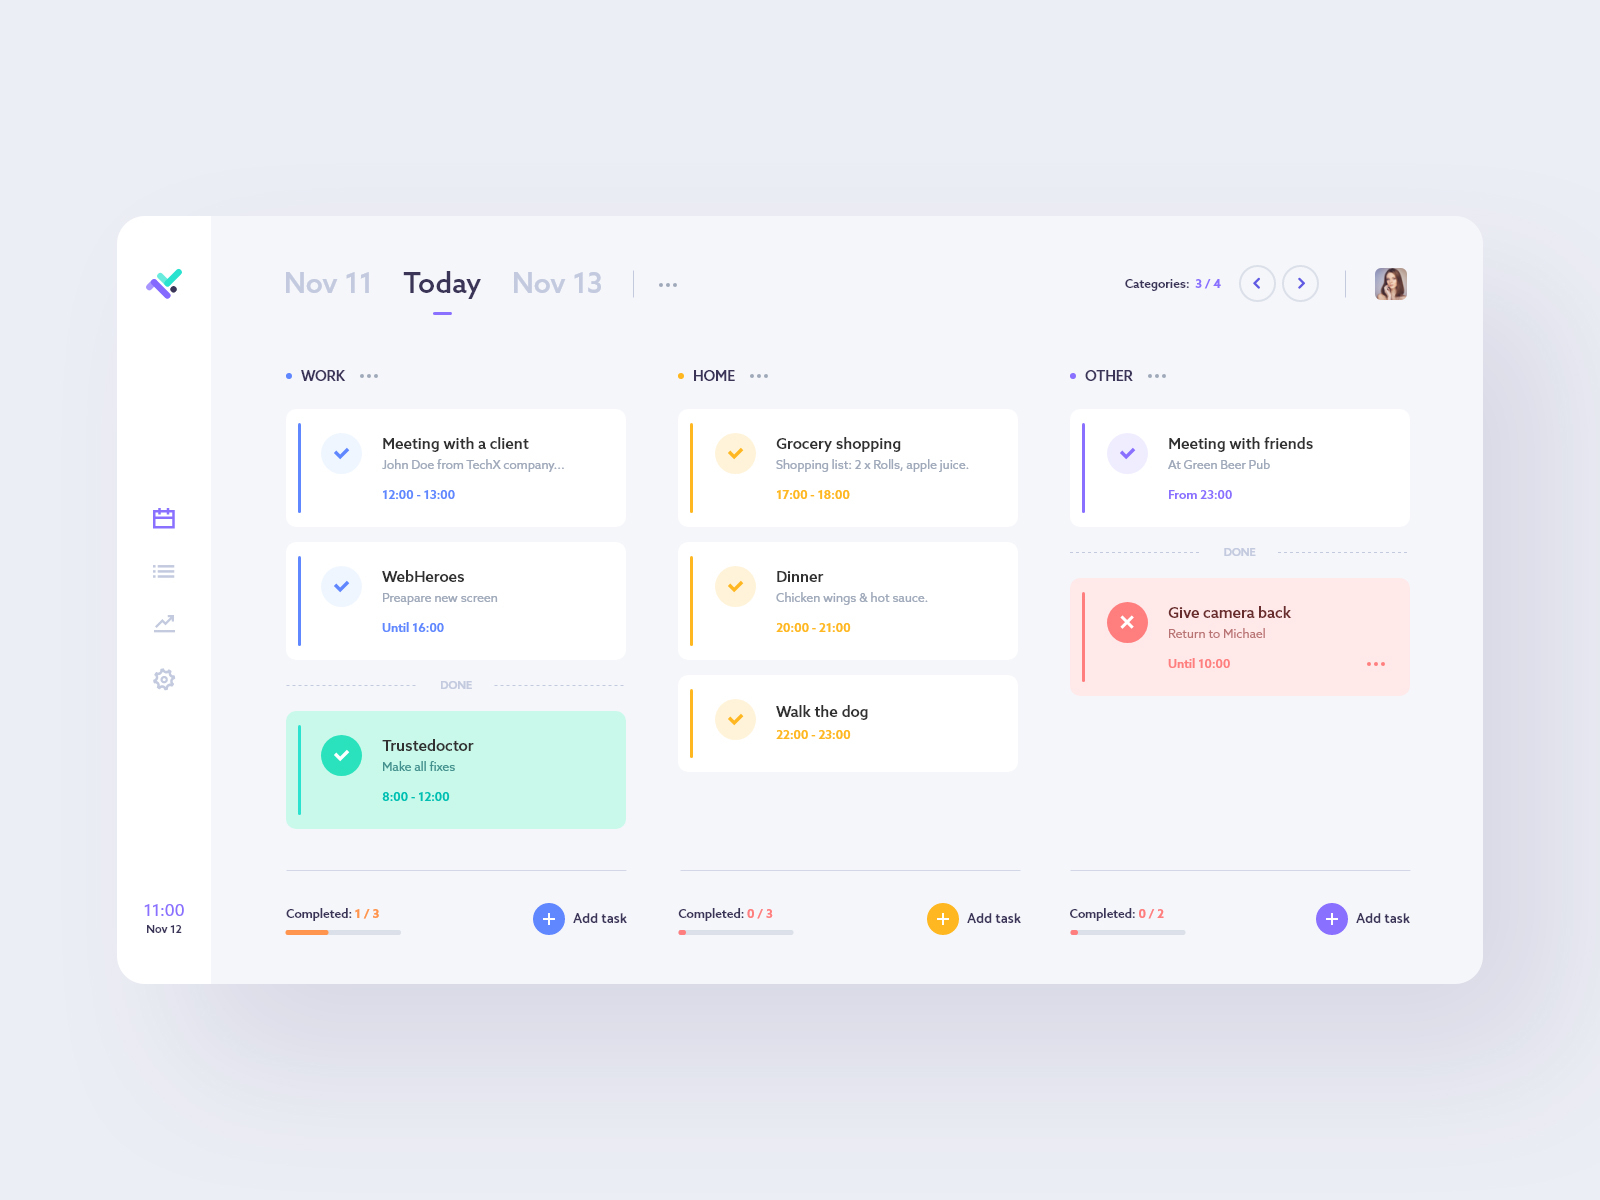 Nov 11 Today Nov 13
Categories: 3 / 4
WORK
Meeting with a client
John Doe from TechX company...
12:00 - 13:00
WebHeroes
Preapare new screen
Until 16:00
DONE
Trustedoctor
Make all fixes
8:00 - 12:00
Completed: 1 / 3
Add task
HOME
Grocery shopping
Shopping list: 2 x Rolls, apple juice.
17:00 - 18:00
Dinner
Chicken wings & hot sauce.
20:00 - 21:00
Walk the dog
22:00 - 23:00
Completed: 0 / 3
Add task
OTHER
Meeting with friends
At Green Beer Pub
From 23:00
DONE
Give camera back
Return to Michael
Until 10:00
Completed: 0 / 2
Add task
11:00
Nov 12